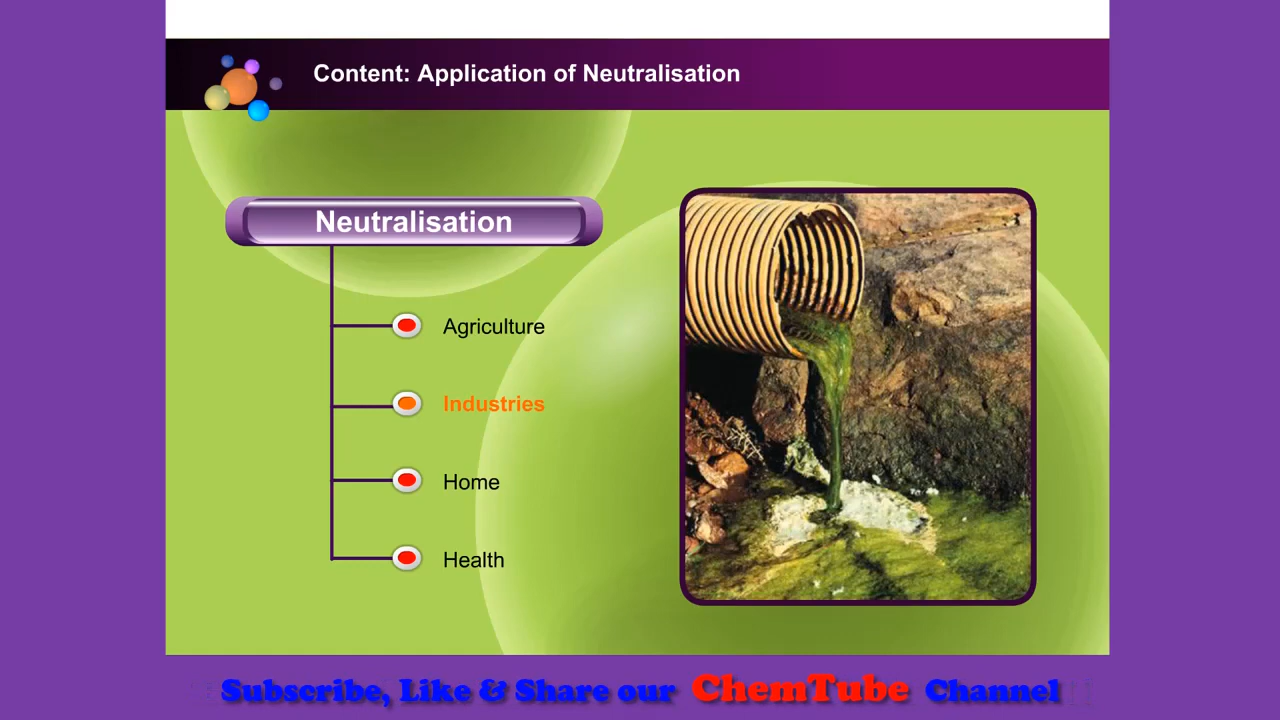 Content: Application of Neutralisation
Neutralisation
Agriculture
Industries
Home
Health
Subscribe, Like & Share our ChemTube Channel